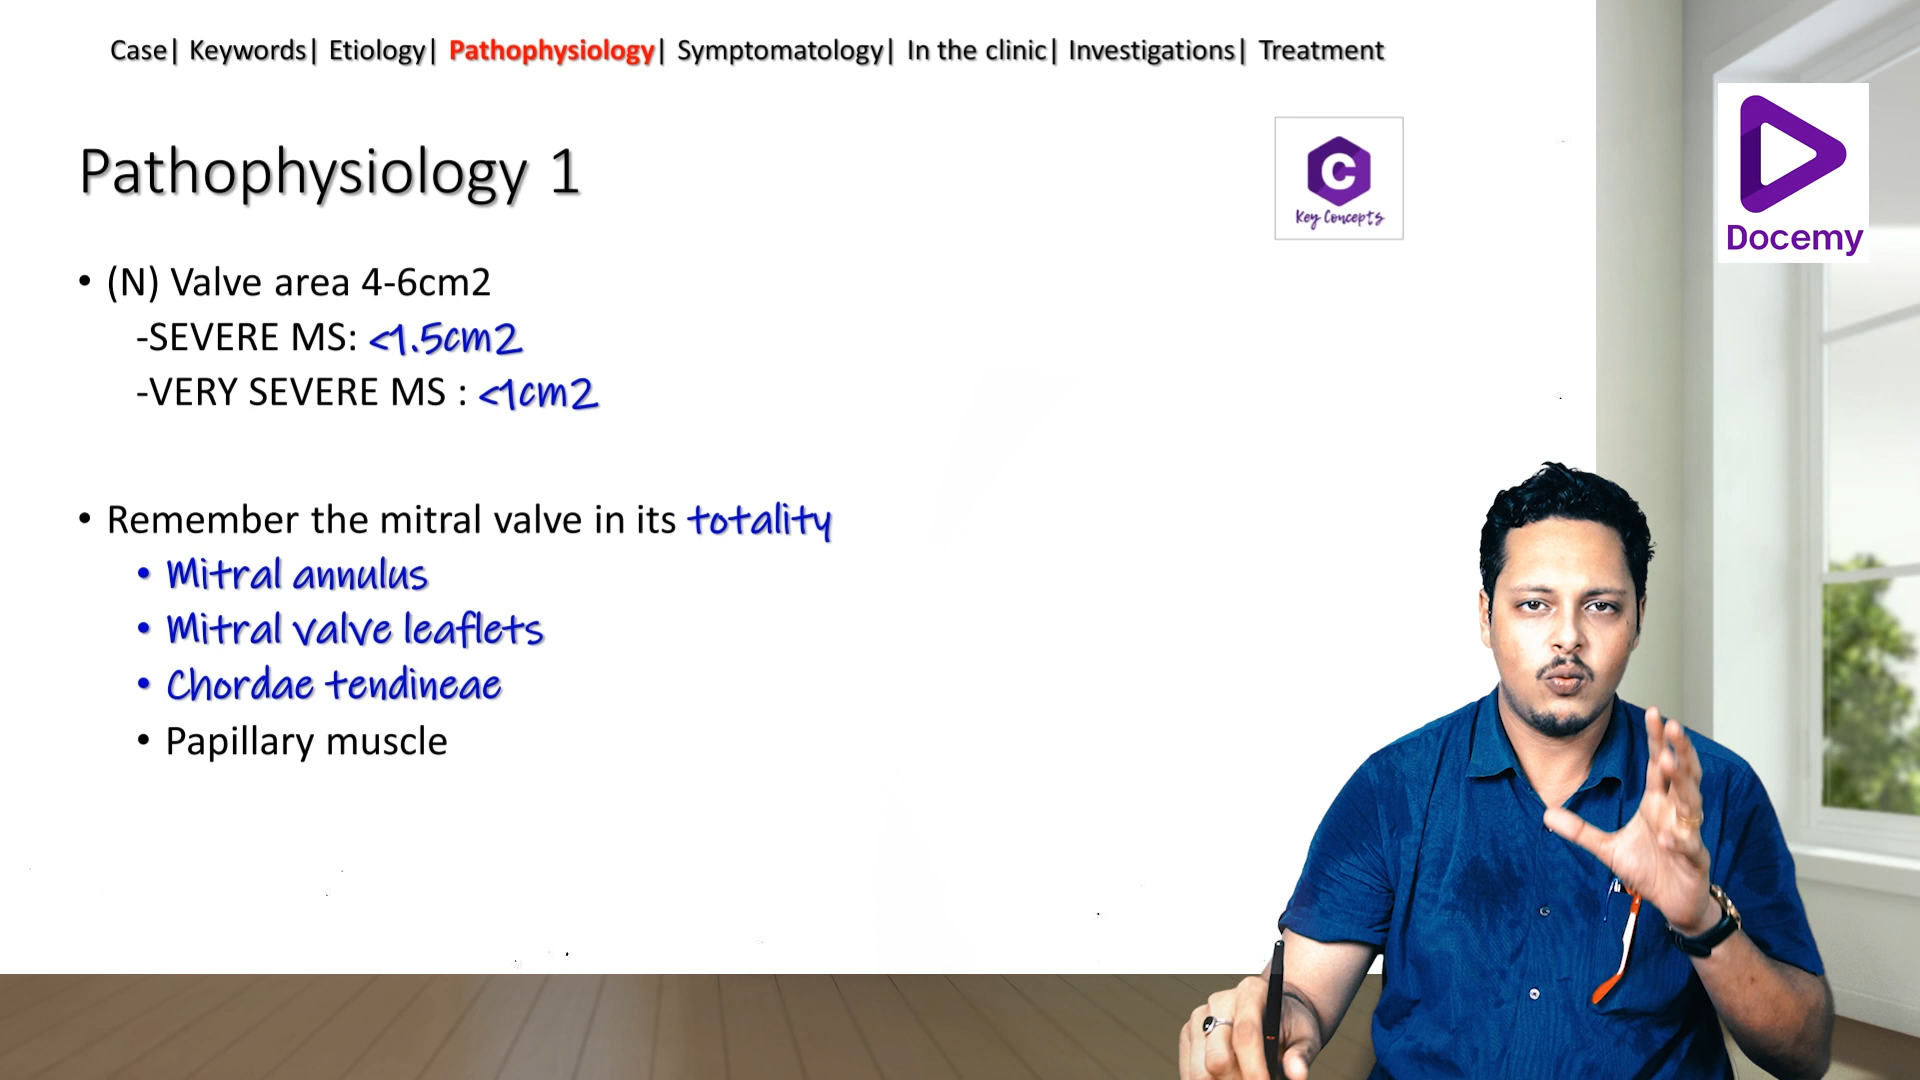 Case| Keywords| Etiology| Pathophysiology| Symptomatology| In the clinic| Investigations| Treatment
Pathophysiology 1
C
Key Concepts
Docemy
• (N) Valve area 4-6cm2
-SEVERE MS: <1.5cm2
-VERY SEVERE MS : <1cm2
• Remember the mitral valve in its totality
• Mitral annulus
• Mitral valve leaflets
• Chordae tendineae
• Papillary muscle